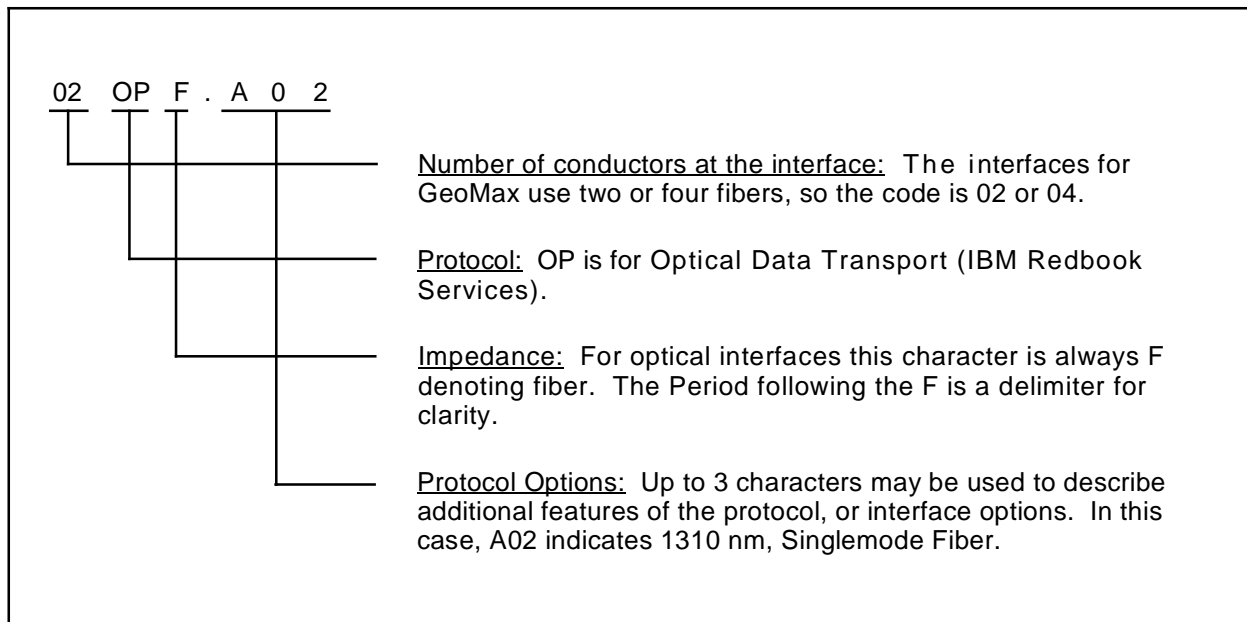 02 OP F . A 0 2
Number of conductors at the interface: The interfaces for
GeoMax use two or four fibers, so the code is 02 or 04.
Protocol: OP is for Optical Data Transport (IBM Redbook
Services).
Impedance: For optical interfaces this character is always F
denoting fiber. The Period following the F is a delimiter for
clarity.
Protocol Options: Up to 3 characters may be used to describe
additional features of the protocol, or interface options. In this
case, A02 indicates 1310 nm, Singlemode Fiber.